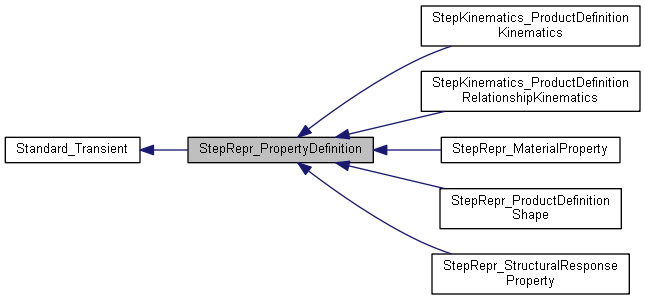 StepKinematics_ProductDefinition
Kinematics
StepKinematics_ProductDefinition
RelationshipKinematics
Standard_Transient
StepRepr_PropertyDefinition
StepRepr_MaterialProperty
StepRepr_ProductDefinition
Shape
StepRepr_StructuralResponse
Property